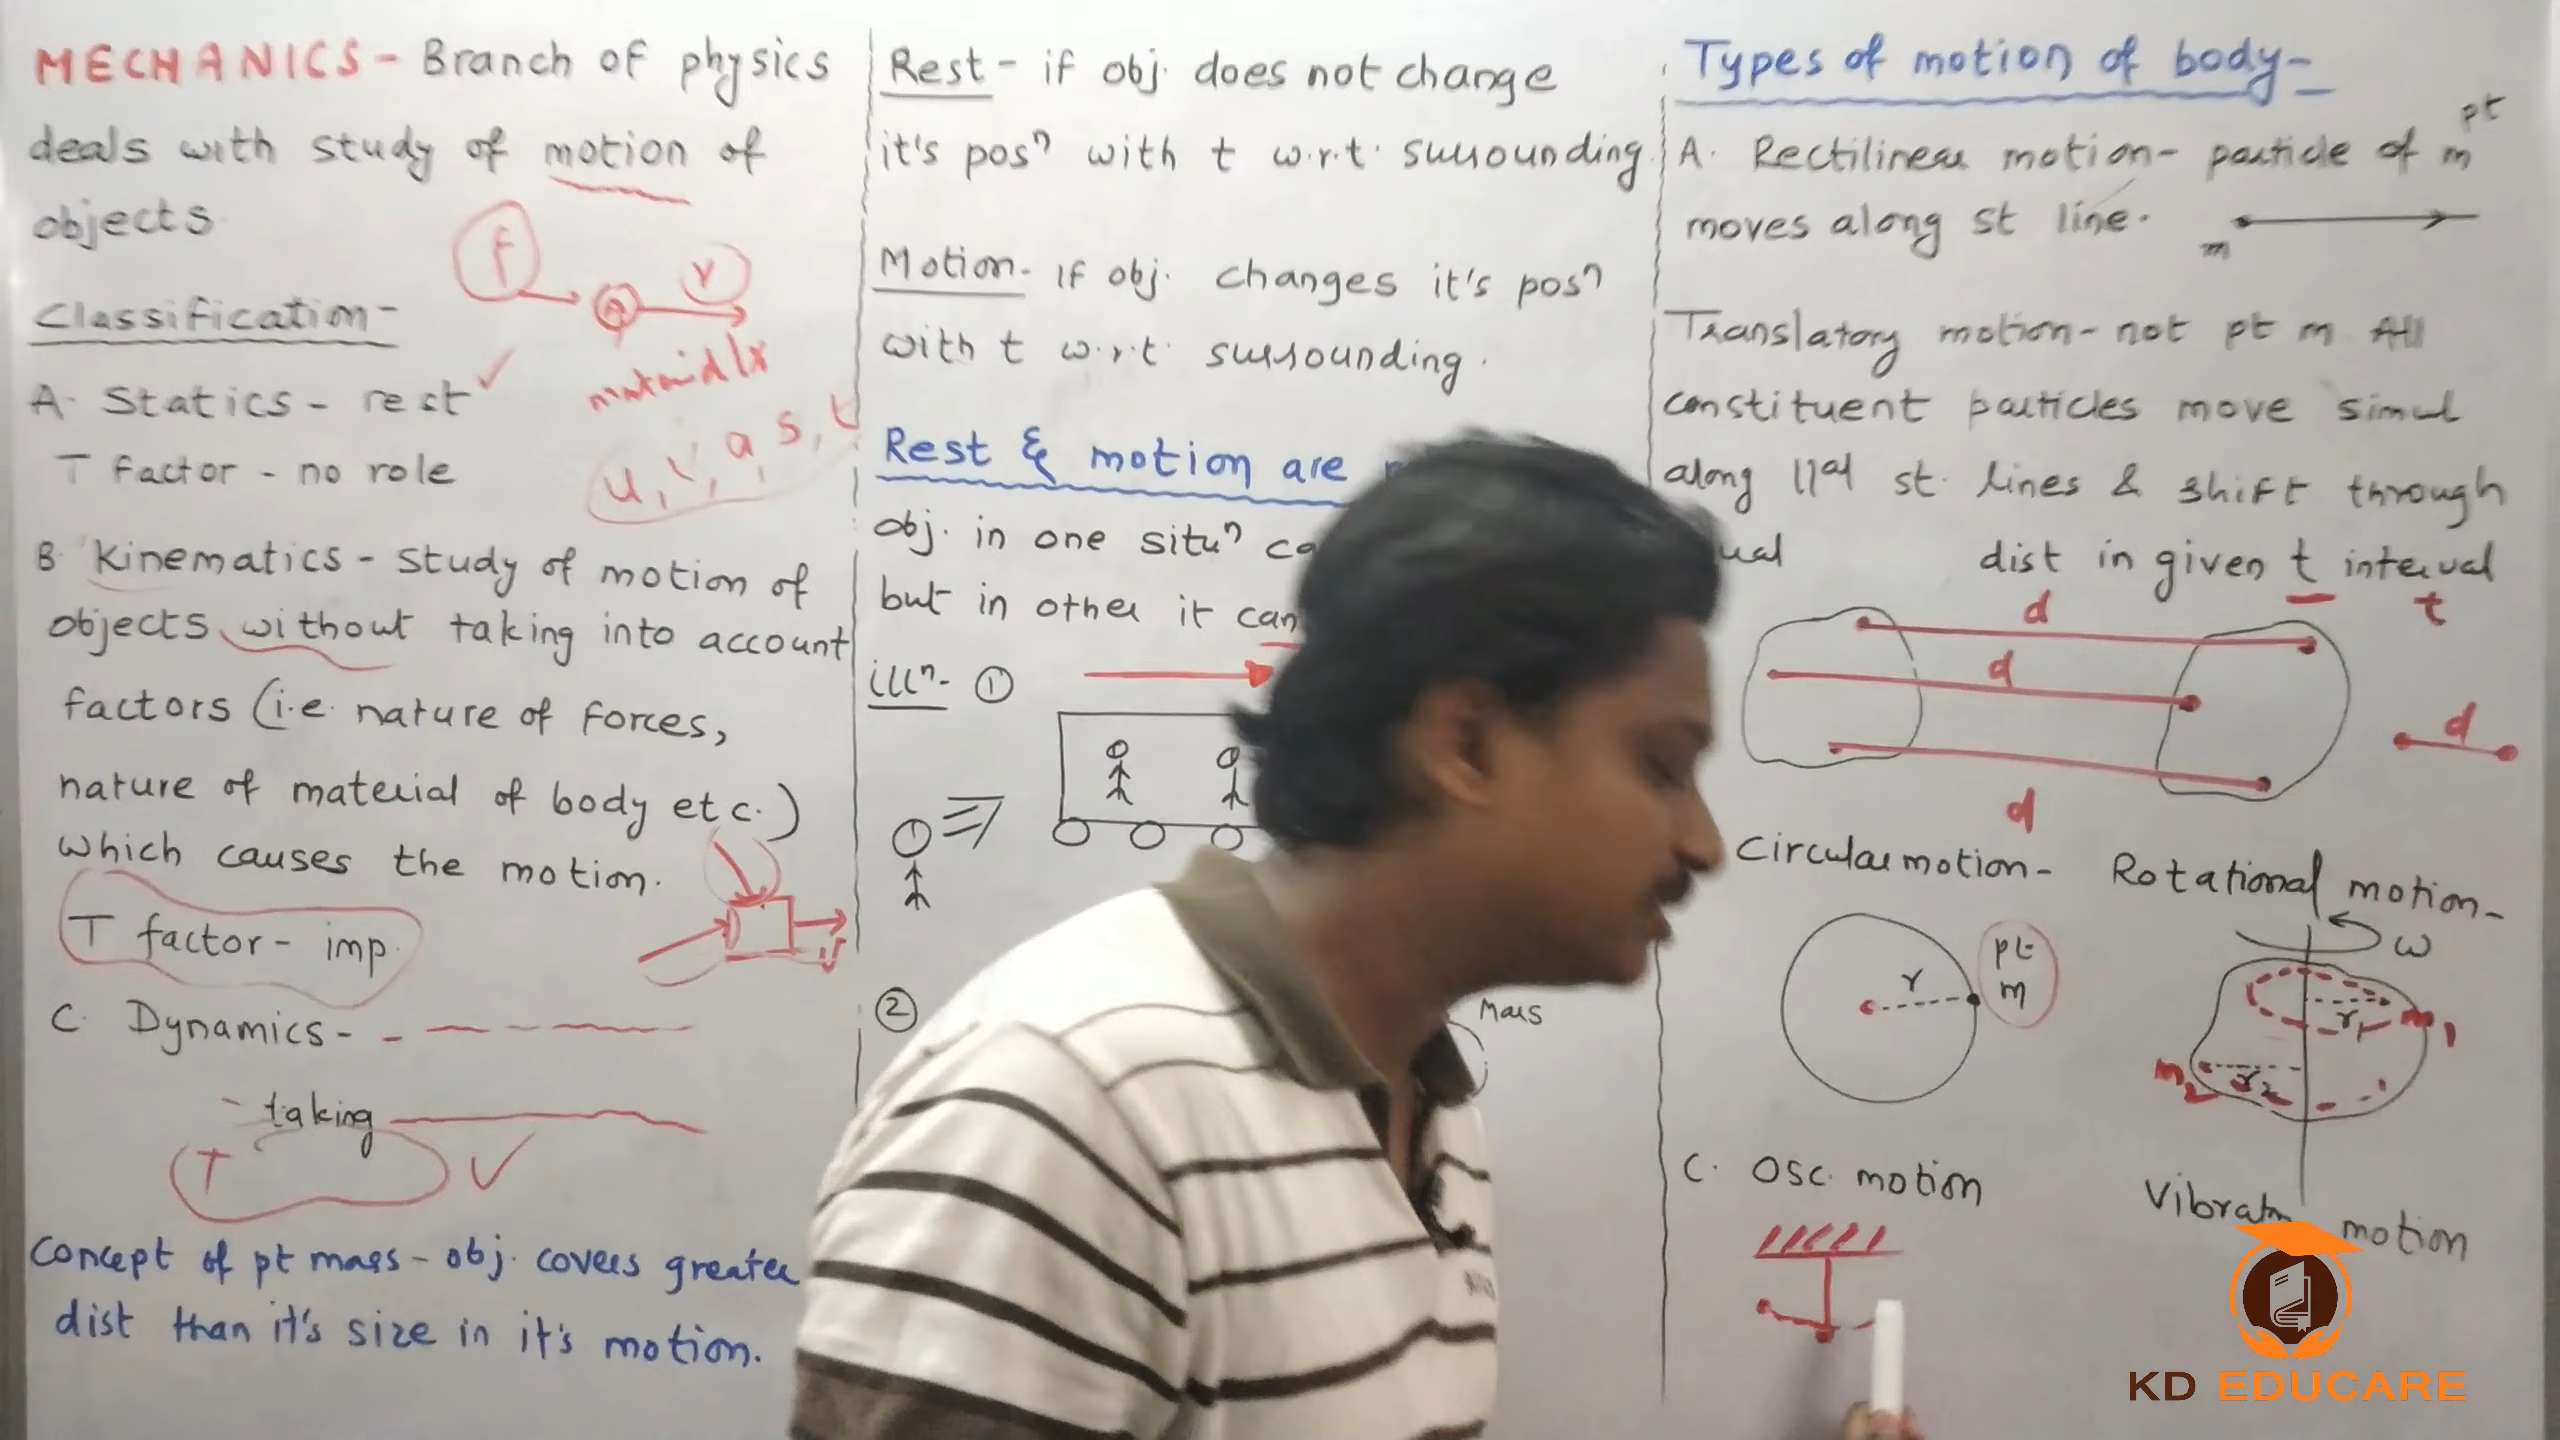 MECHANICS - Branch of physics
deals with study of motion of
objects.
f
v
Classification-
A. Statics - rest
T factor - no role
u, v, a, s, t
B. Kinematics - study of motion of
objects without taking into account
factors (i.e. nature of forces,
nature of material of body etc.)
which causes the motion.
T factor - imp.
v
C. Dynamics-
- taking
T
Concept of pt mass - obj. covers greater
dist than it's size in it's motion.
Rest - if obj. does not change
it's posⁿ with t w.r.t. surrounding
Motion- if obj. changes it's posⁿ
with t w.r.t. surrounding.
Rest & motion are
obj. in one situⁿ
but in other it can
illⁿ- ①
②
Mars
Types of motion of body-
A. Rectilinear motion- particle of pt m
moves along st line.
m
Translatory motion- not pt m. All
constituent particles move simul
along 11al st. lines & shift through
dist in given t interval
d
t
d
d
d
Circular motion- Rotational motion-
r
pt
m
ω
r1
m1
m2
r2
C. Osc. motion
motion
KD EDUCARE